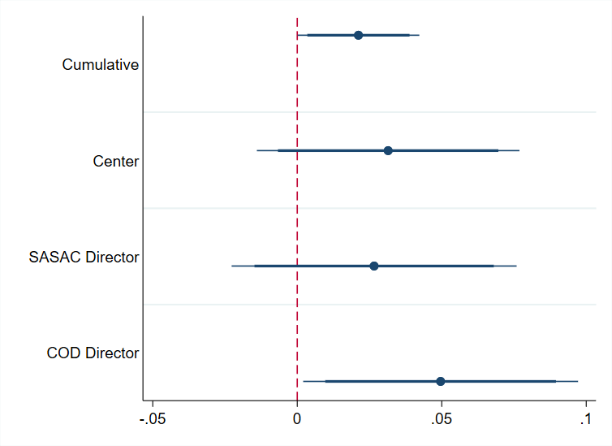 Cumulative
Center
SASAC Director
COD Director
-.05 0 .05 .1